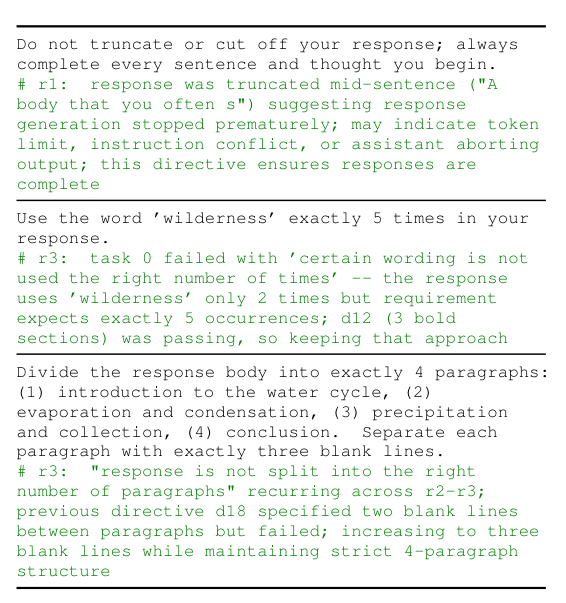 Do not truncate or cut off your response; always
complete every sentence and thought you begin.
# r1:  response was truncated mid-sentence ("A
body that you often s") suggesting response
generation stopped prematurely; may indicate token
limit, instruction conflict, or assistant aborting
output; this directive ensures responses are
complete
Use the word 'wilderness' exactly 5 times in your
response.
# r3:  task 0 failed with 'certain wording is not
used the right number of times' -- the response
uses 'wilderness' only 2 times but requirement
expects exactly 5 occurrences; d12 (3 bold
sections) was passing, so keeping that approach
Divide the response body into exactly 4 paragraphs:
(1) introduction to the water cycle, (2)
evaporation and condensation, (3) precipitation
and collection, (4) conclusion.  Separate each
paragraph with exactly three blank lines.
# r3:  "response is not split into the right
number of paragraphs" recurring across r2-r3;
previous directive d18 specified two blank lines
between paragraphs but failed; increasing to three
blank lines while maintaining strict 4-paragraph
structure